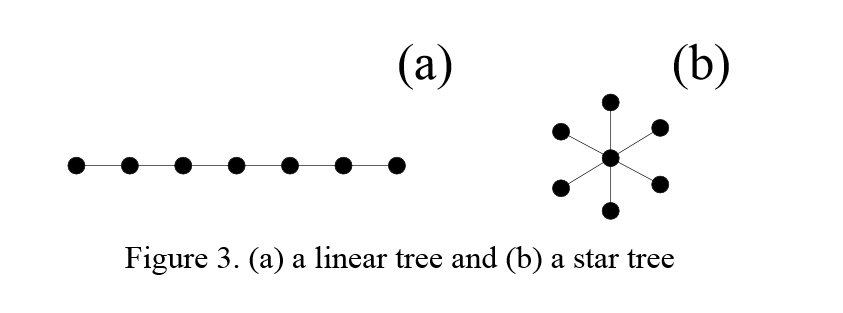 (a)
(b)
Figure 3. (a) a linear tree and (b) a star tree